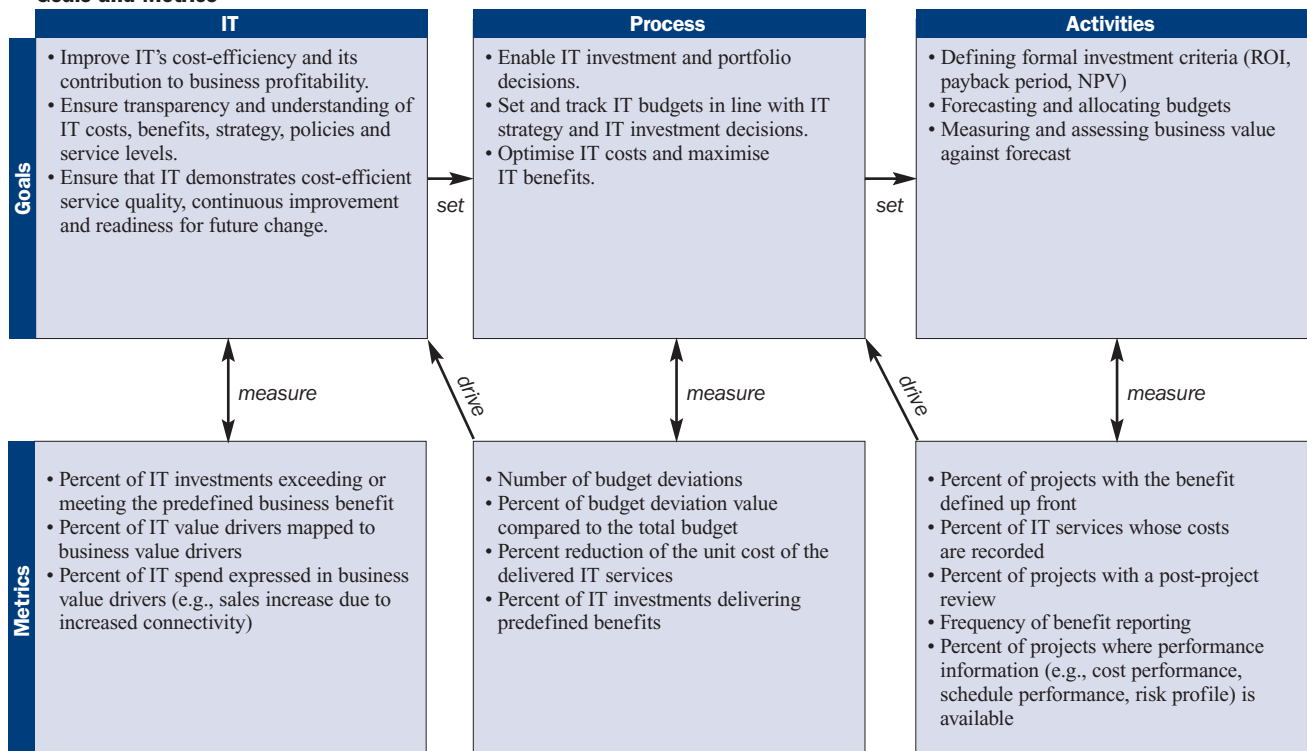 Goals and Metrics
IT
Process
Activities
Goals
• Improve IT's cost-efficiency and its
contribution to business profitability.
• Ensure transparency and understanding of
IT costs, benefits, strategy, policies and
service levels.
• Ensure that IT demonstrates cost-efficient
service quality, continuous improvement
and readiness for future change.
set
• Enable IT investment and portfolio
decisions.
• Set and track IT budgets in line with IT
strategy and IT investment decisions.
• Optimise IT costs and maximise
IT benefits.
set
• Defining formal investment criteria (ROI,
payback period, NPV)
• Forecasting and allocating budgets
• Measuring and assessing business value
against forecast
measure
drive
measure
drive
measure
Metrics
• Percent of IT investments exceeding or
meeting the predefined business benefit
• Percent of IT value drivers mapped to
business value drivers
• Percent of IT spend expressed in business
value drivers (e.g., sales increase due to
increased connectivity)
• Number of budget deviations
• Percent of budget deviation value
compared to the total budget
• Percent reduction of the unit cost of the
delivered IT services
• Percent of IT investments delivering
predefined benefits
• Percent of projects with the benefit
defined up front
• Percent of IT services whose costs
are recorded
• Percent of projects with a post-project
review
• Frequency of benefit reporting
• Percent of projects where performance
information (e.g., cost performance,
schedule performance, risk profile) is
available